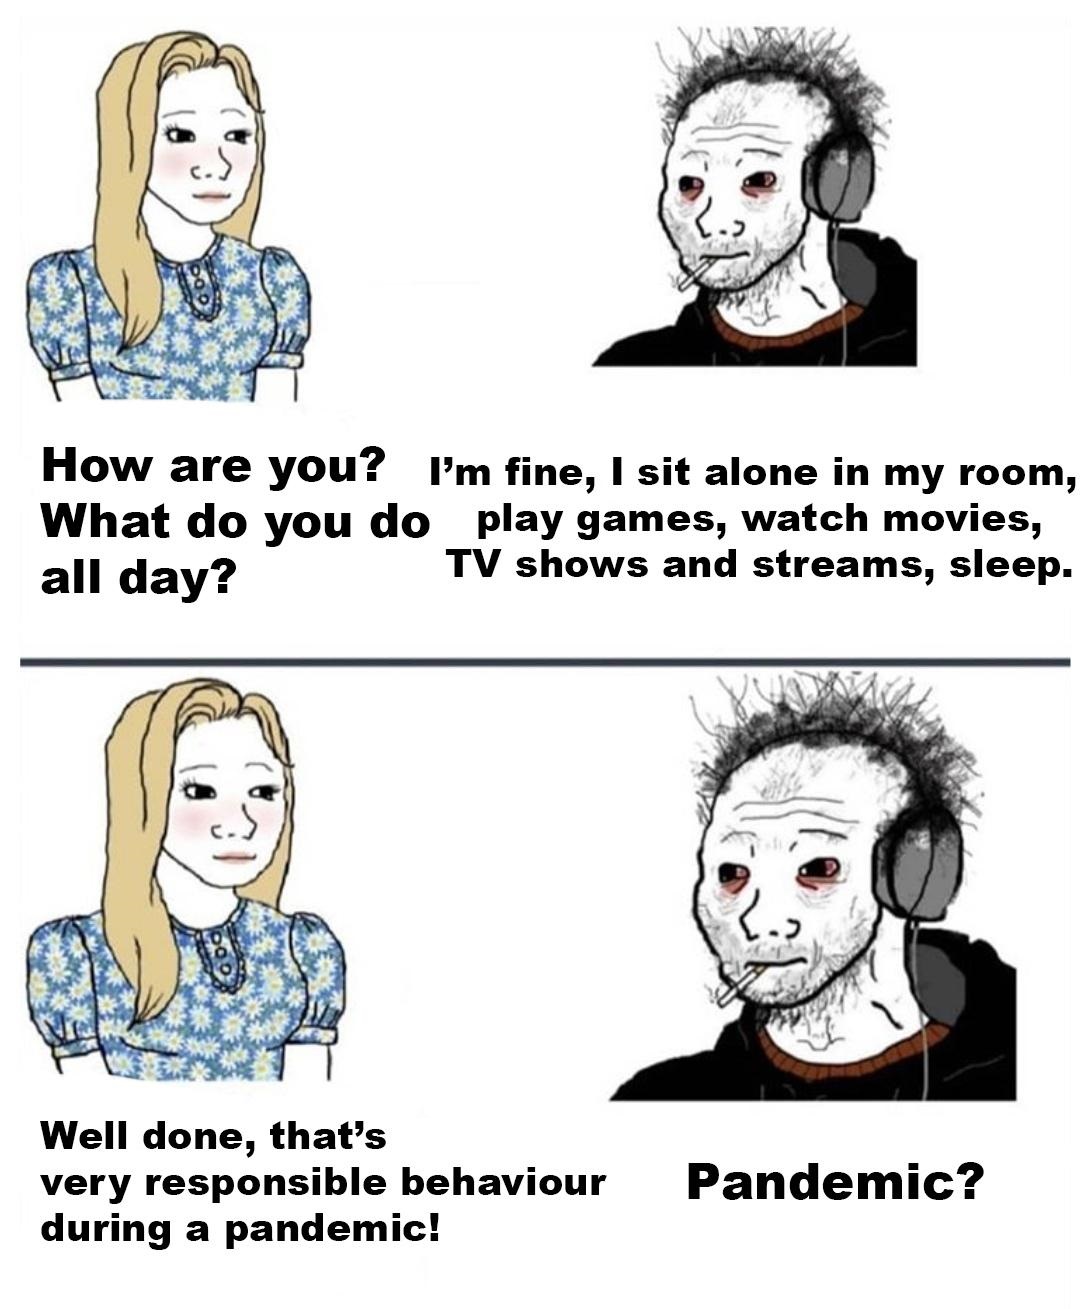 How are you?
What do you do
all day?
I'm fine, I sit alone in my room,
play games, watch movies,
TV shows and streams, sleep.
Well done, that's
very responsible behaviour
during a pandemic!
Pandemic?